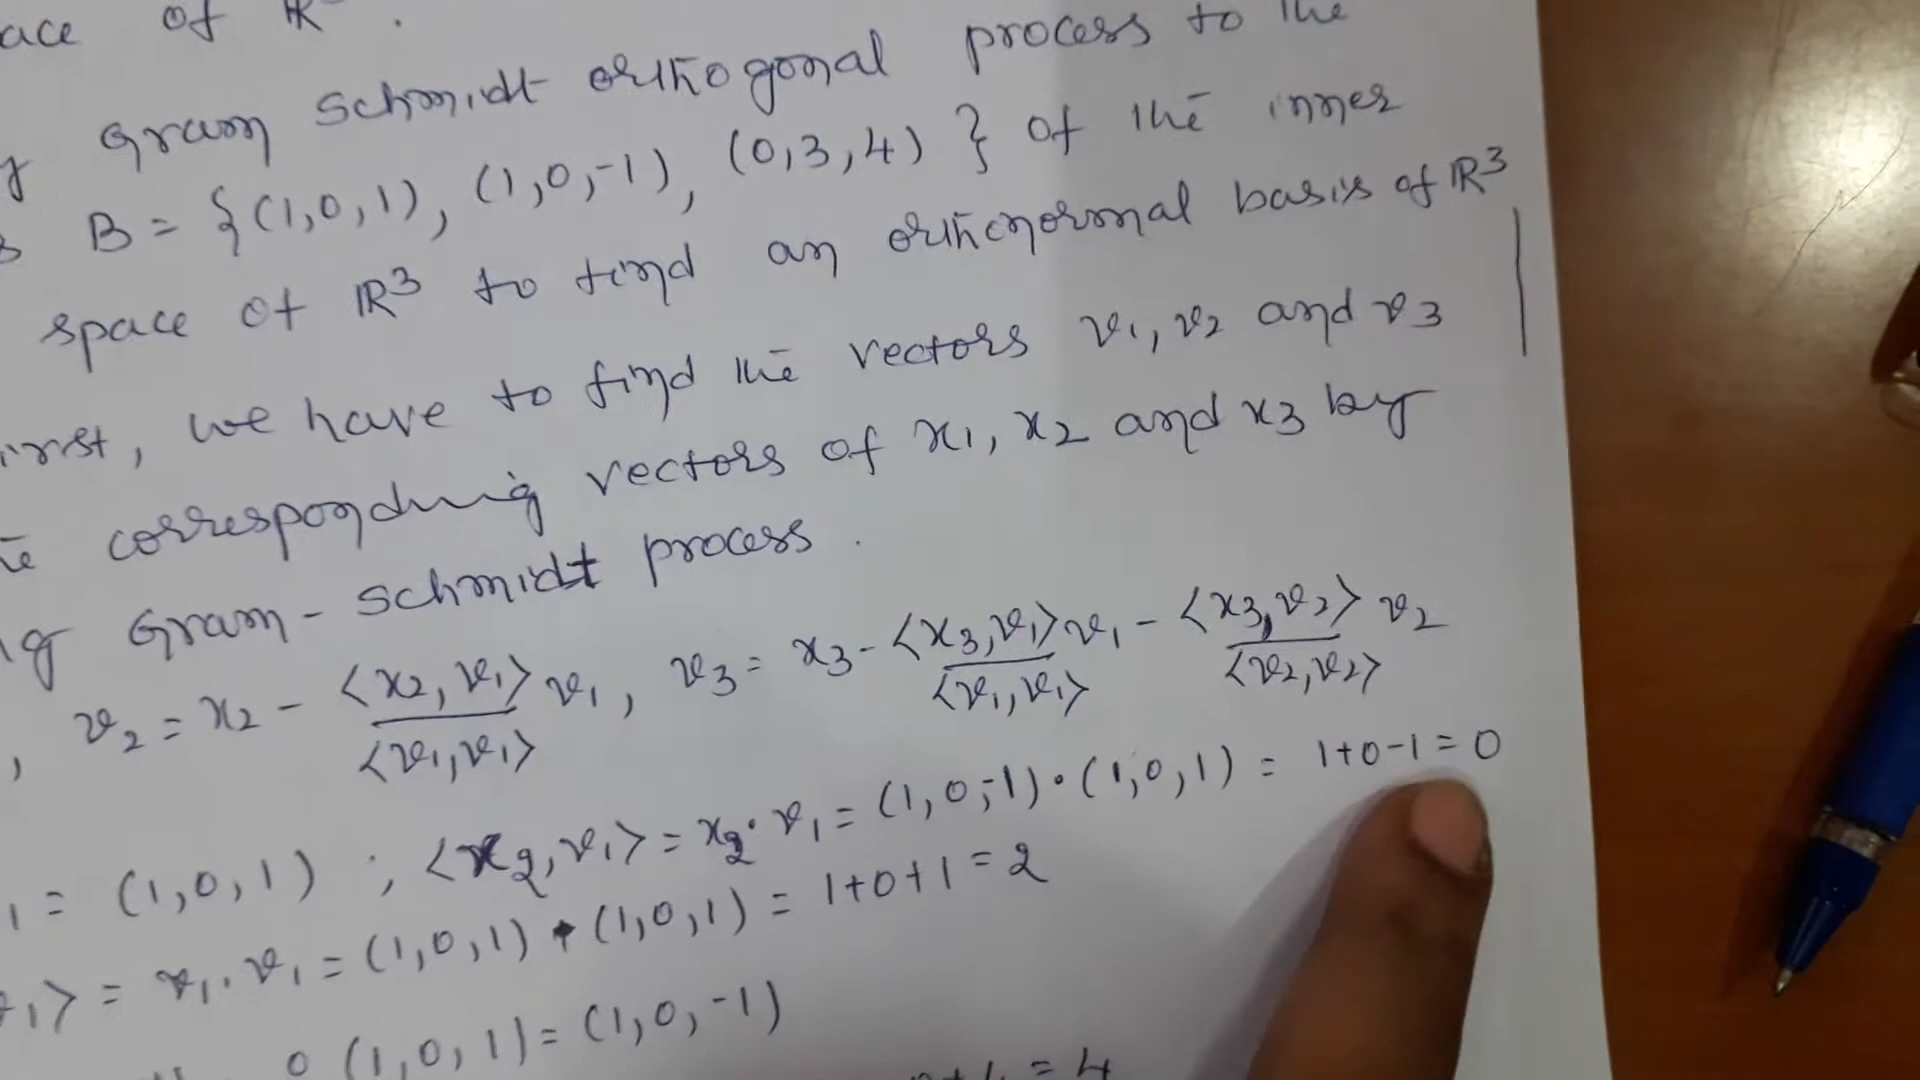 ace of ℝ .
Gram Schmidt orthogonal process to the
B = {(1,0,1), (1,0,-1), (0,3,4)} of the inner
space of ℝ³ to find an orthonormal basis of ℝ³
irst, we have to find the vectors v₁, v₂ and v₃
corresponding vectors of x₁, x₂ and x₃ by
Gram-Schmidt process.
, v₂ = x₂ - <x₂, v₁>/<v₁, v₁> v₁, v₃ = x₃ - <x₃, v₁>/<v₁, v₁> v₁ - <x₃, v₂>/<v₂, v₂> v₂
₁ = (1,0,1) ; <x₂, v₁> = x₂·v₁ = (1,0,-1)·(1,0,1) = 1+0-1=0
₁> = v₁·v₁ = (1,0,1)·(1,0,1) = 1+0+1=2
0 (1,0,1) = (1,0,-1)
= 4